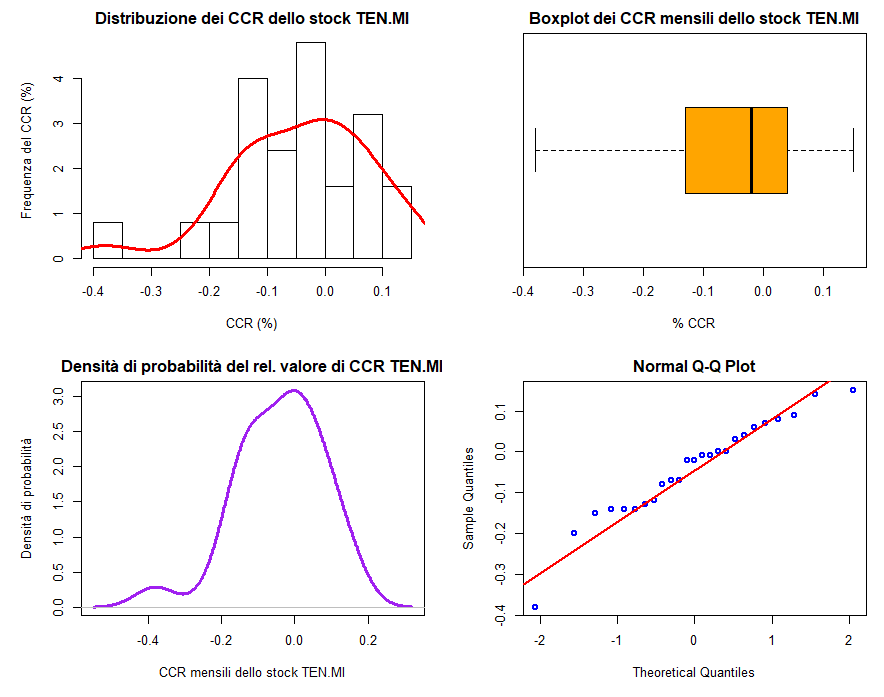 Distribuzione dei CCR dello stock TEN.MI
Frequenza del CCR (%)
4
3
2
1
0
-0.4 -0.3 -0.2 -0.1 0.0 0.1
CCR (%)
Boxplot dei CCR mensili dello stock TEN.MI
-0.4 -0.3 -0.2 -0.1 0.0 0.1
% CCR
Densità di probabilità del rel. valore di CCR TEN.MI
Densità di probabilità
3.0
2.5
2.0
1.5
1.0
0.5
0.0
-0.4 -0.2 0.0 0.2
CCR mensili dello stock TEN.MI
Normal Q-Q Plot
Sample Quantiles
0.1
0.0
-0.1
-0.2
-0.3
-0.4
-2 -1 0 1 2
Theoretical Quantiles